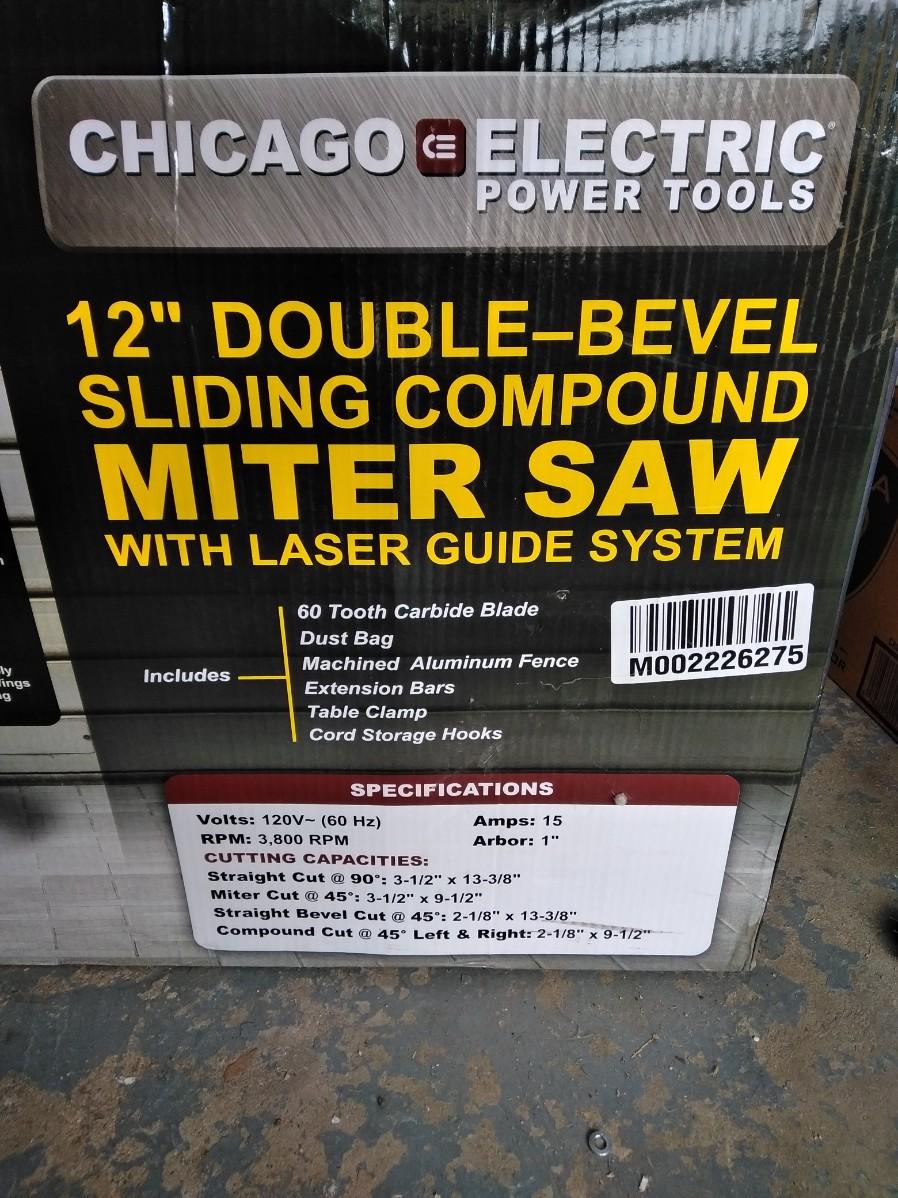 CHICAGO CE ELECTRIC®
POWER TOOLS
12" DOUBLE–BEVEL
SLIDING COMPOUND
MITER SAW
WITH LASER GUIDE SYSTEM
Includes
60 Tooth Carbide Blade
Dust Bag
Machined Aluminum Fence
Extension Bars
Table Clamp
Cord Storage Hooks
M002226275
SPECIFICATIONS
Volts: 120V~ (60 Hz) Amps: 15
RPM: 3,800 RPM Arbor: 1"
CUTTING CAPACITIES:
Straight Cut @ 90°: 3-1/2" x 13-3/8"
Miter Cut @ 45°: 3-1/2" x 9-1/2"
Straight Bevel Cut @ 45°: 2-1/8" x 13-3/8"
Compound Cut @ 45° Left & Right: 2-1/8" x 9-1/2"